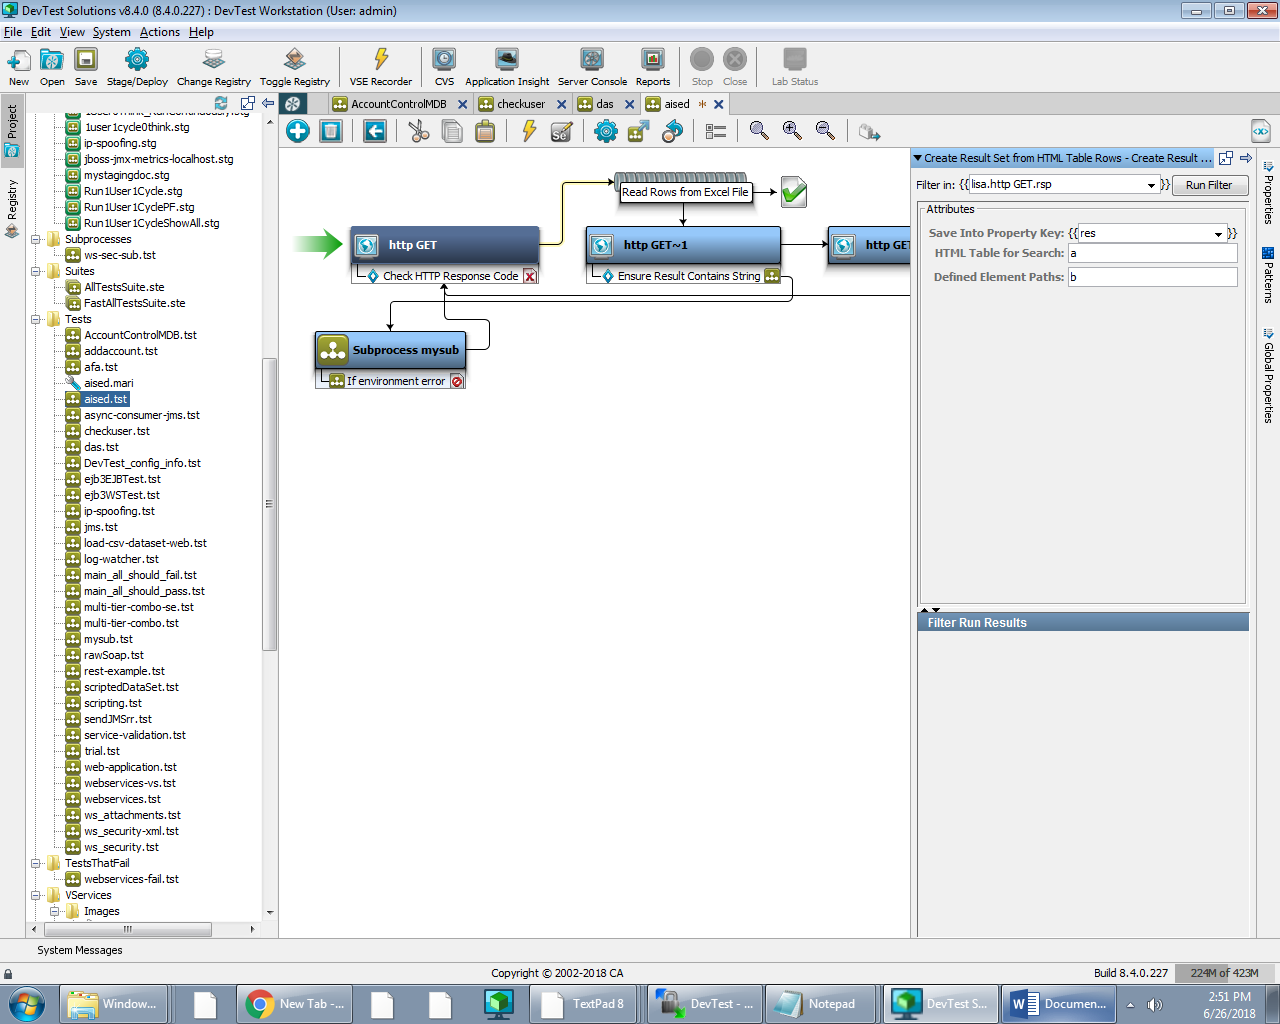 DevTest Solutions v8.4.0 (8.4.0.227) : DevTest Workstation (User: admin)
File Edit View System Actions Help
New Open Save Stage/Deploy Change Registry Toggle Registry VSE Recorder CVS Application Insight Server Console Reports Stop Close Lab Status
Project
Registry
AccountControlMDB checkuser das aised
1user1cycle0think.stg
ip-spoofing.stg
jboss-jmx-metrics-localhost.stg
mystagingdoc.stg
Run1User1Cycle.stg
Run1User1CyclePF.stg
Run1User1CycleShowAll.stg
Subprocesses
ws-sec-sub.tst
Suites
AllTestsSuite.ste
FastAllTestsSuite.ste
Tests
AccountControlMDB.tst
addaccount.tst
afa.tst
aised.mari
aised.tst
async-consumer-jms.tst
checkuser.tst
das.tst
DevTest_config_info.tst
ejb3EJBTest.tst
ejb3WSTest.tst
ip-spoofing.tst
jms.tst
load-csv-dataset-web.tst
log-watcher.tst
main_all_should_fail.tst
main_all_should_pass.tst
multi-tier-combo-se.tst
multi-tier-combo.tst
mysub.tst
rawSoap.tst
rest-example.tst
scriptedDataSet.tst
scripting.tst
sendJMSrr.tst
service-validation.tst
trial.tst
web-application.tst
webservices-vs.tst
webservices.tst
ws_attachments.tst
ws_security-xml.tst
ws_security.tst
TestsThatFail
webservices-fail.tst
VServices
Images
Read Rows from Excel File
http GET
Check HTTP Response Code
http GET~1
Ensure Result Contains String
http GET
Subprocess mysub
If environment error
Create Result Set from HTML Table Rows - Create Result ...
Filter in: {{lisa.http GET.rsp}} Run Filter
Attributes
Save Into Property Key: {{res}}
HTML Table for Search: a
Defined Element Paths: b
Filter Run Results
Properties
Patterns
Global Properties
System Messages
Copyright © 2002-2018 CA
Build 8.4.0.227 224M of 423M
Window... New Tab -... TextPad 8 DevTest - ... Notepad DevTest S... Documen...
2:51 PM
6/26/2018